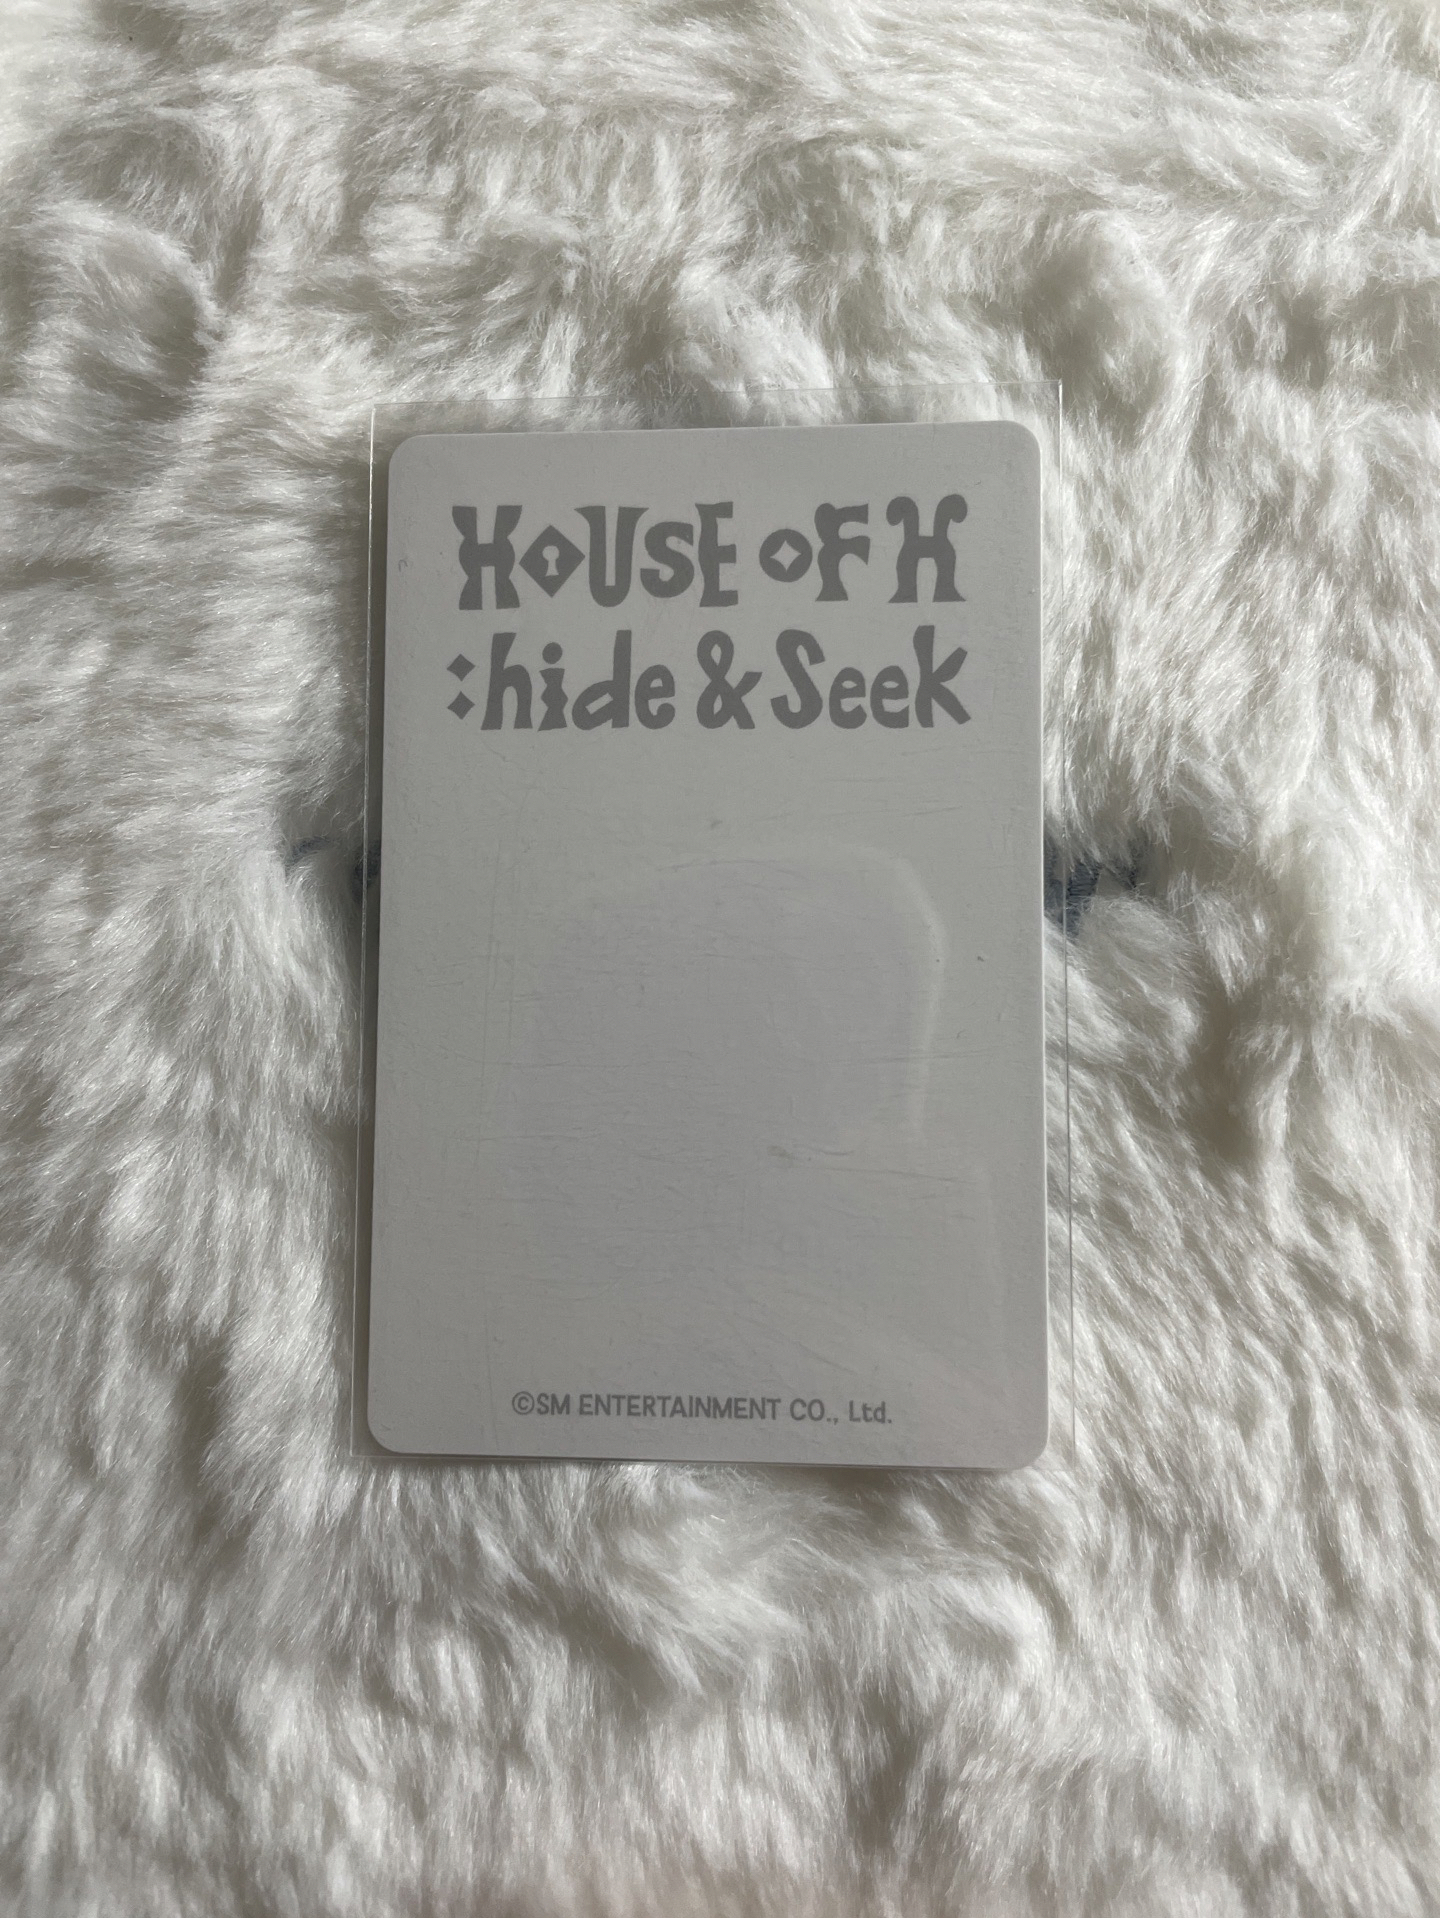 HOUSE OF H
:hide & Seek
©SM ENTERTAINMENT CO., Ltd.